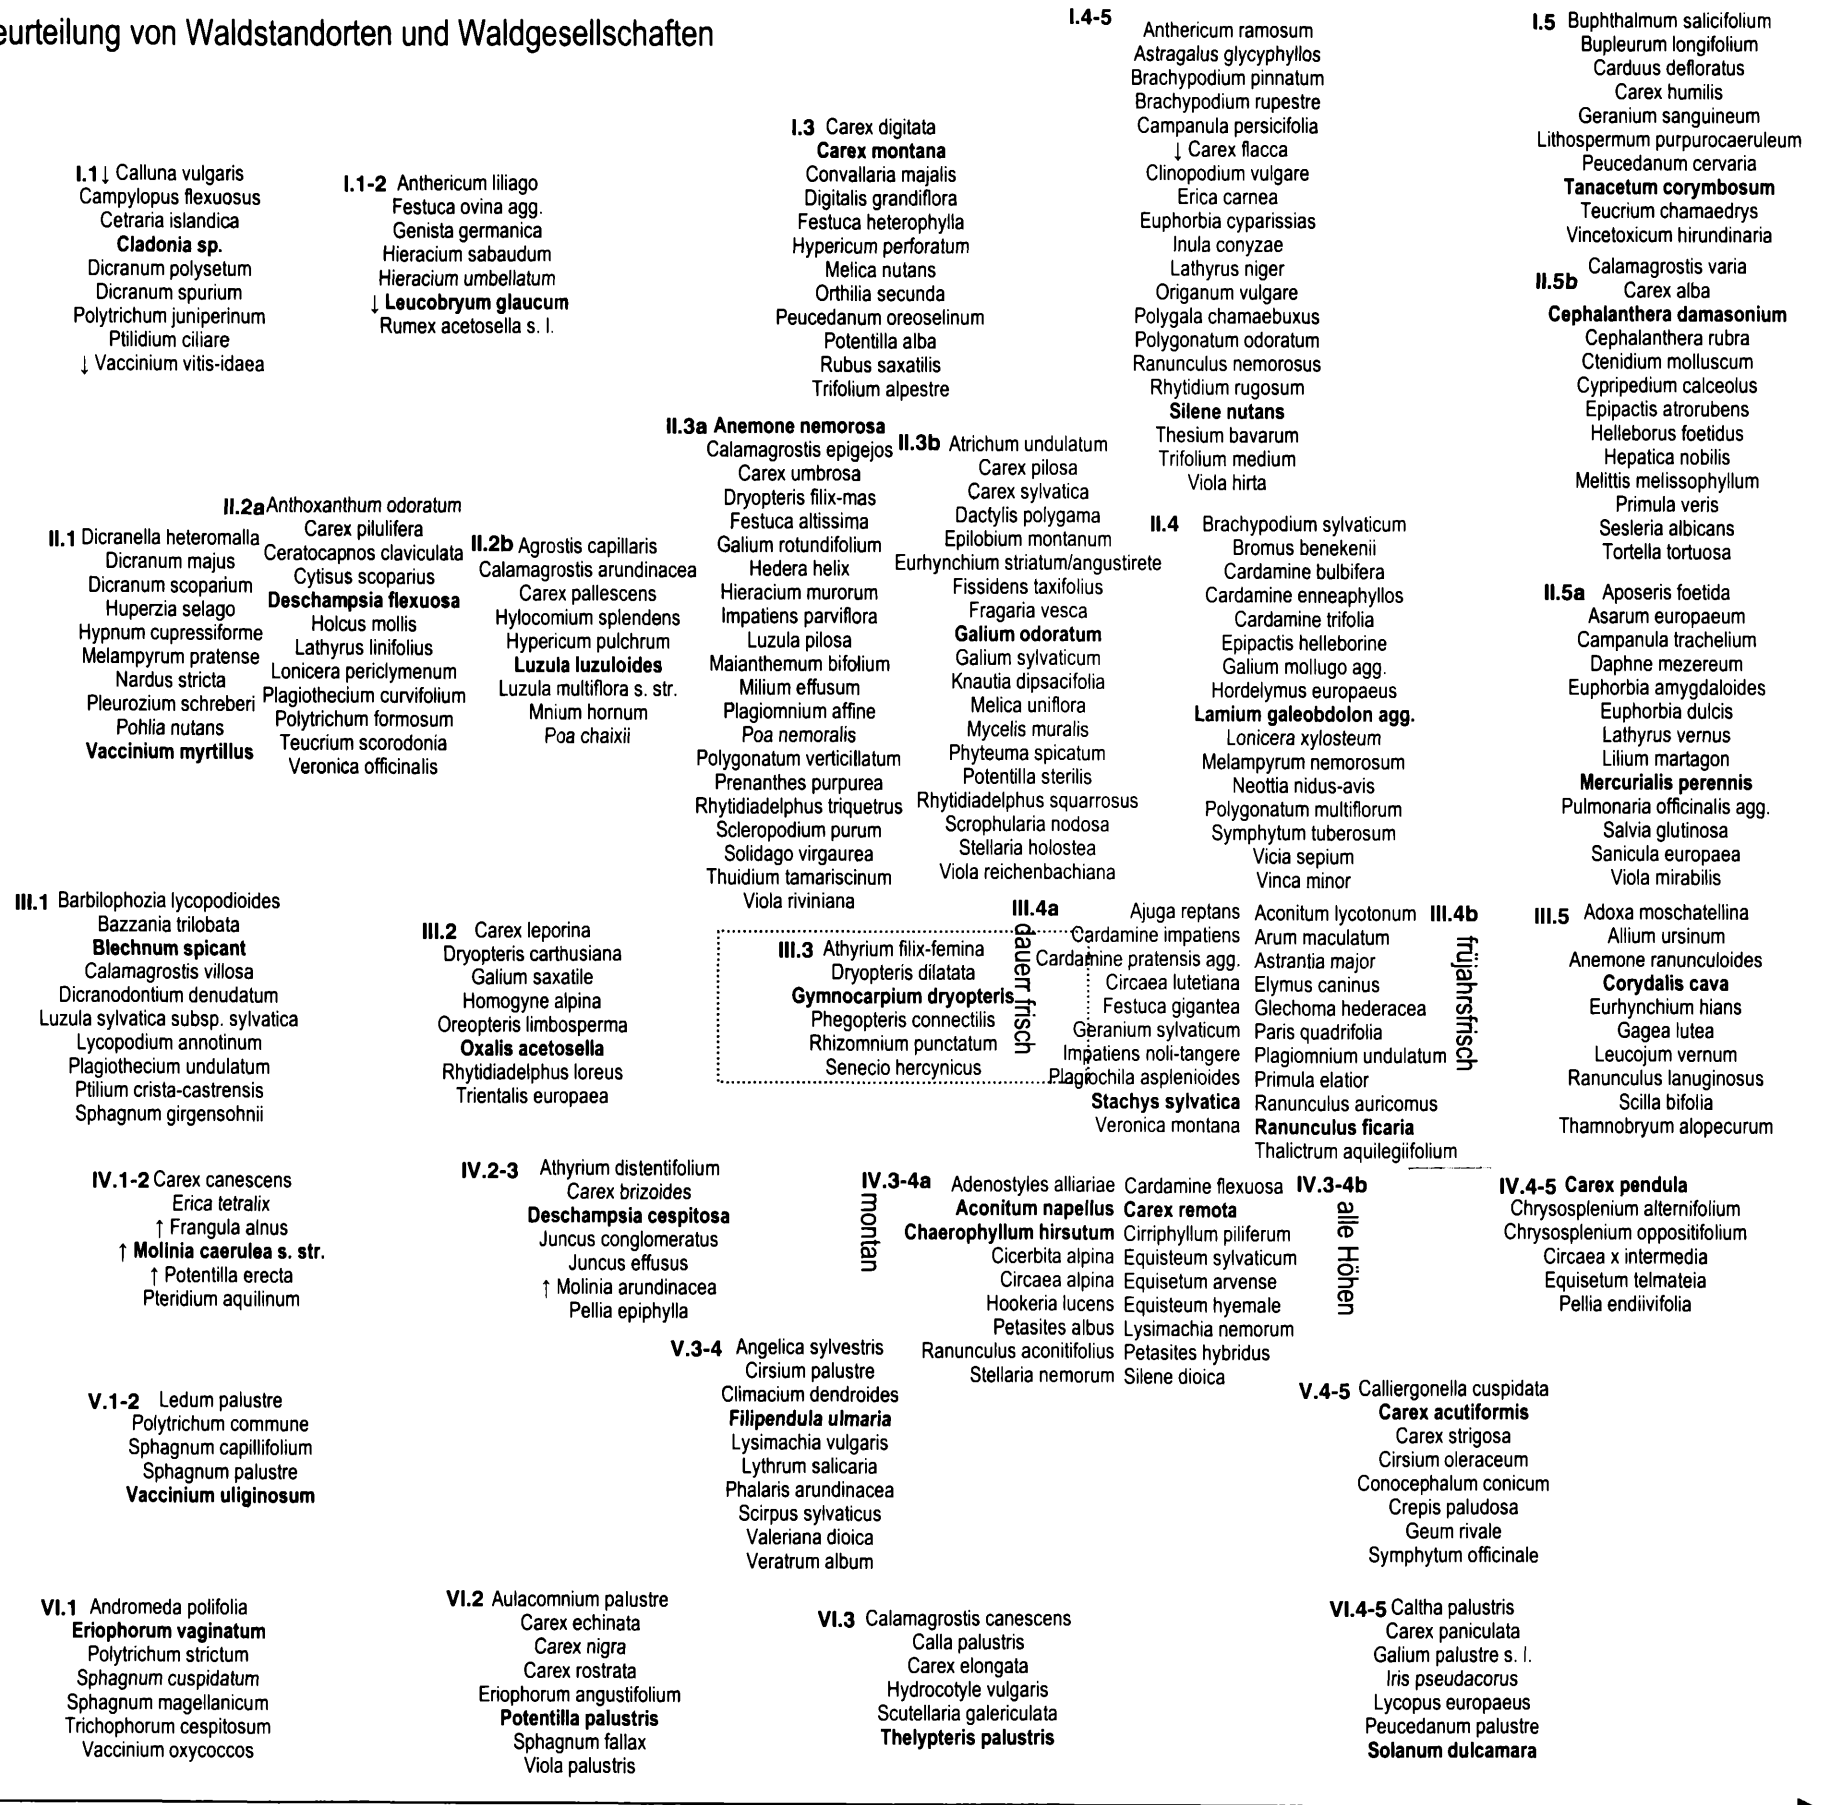 eurteilung von Waldstandorten und Waldgesellschaften
I.1 ↓ Calluna vulgaris
Campylopus flexuosus
Cetraria islandica
Cladonia sp.
Dicranum polysetum
Dicranum spurium
Polytrichum juniperinum
Ptilidium ciliare
↓ Vaccinium vitis-idaea
I.1-2 Anthericum liliago
Festuca ovina agg.
Genista germanica
Hieracium sabaudum
Hieracium umbellatum
↓ Leucobryum glaucum
Rumex acetosella s. l.
I.3 Carex digitata
Carex montana
Convallaria majalis
Digitalis grandiflora
Festuca heterophylla
Hypericum perforatum
Melica nutans
Orthilia secunda
Peucedanum oreoselinum
Potentilla alba
Rubus saxatilis
Trifolium alpestre
I.4-5
Anthericum ramosum
Astragalus glycyphyllos
Brachypodium pinnatum
Brachypodium rupestre
Campanula persicifolia
↓ Carex flacca
Clinopodium vulgare
Erica carnea
Euphorbia cyparissias
Inula conyzae
Lathyrus niger
Origanum vulgare
Polygala chamaebuxus
Polygonatum odoratum
Ranunculus nemorosus
Rhytidium rugosum
Silene nutans
Thesium bavarum
Trifolium medium
Viola hirta
I.5 Buphthalmum salicifolium
Bupleurum longifolium
Carduus defloratus
Carex humilis
Geranium sanguineum
Lithospermum purpurocaeruleum
Peucedanum cervaria
Tanacetum corymbosum
Teucrium chamaedrys
Vincetoxicum hirundinaria
II.1 Dicranella heteromalla
Dicranum majus
Dicranum scoparium
Huperzia selago
Hypnum cupressiforme
Melampyrum pratense
Nardus stricta
Pleurozium schreberi
Pohlia nutans
Vaccinium myrtillus
II.2a Anthoxanthum odoratum
Carex pilulifera
Ceratocapnos claviculata
Cytisus scoparius
Deschampsia flexuosa
Holcus mollis
Lathyrus linifolius
Lonicera periclymenum
Plagiothecium curvifolium
Polytrichum formosum
Teucrium scorodonia
Veronica officinalis
II.2b Agrostis capillaris
Calamagrostis arundinacea
Carex pallescens
Hylocomium splendens
Hypericum pulchrum
Luzula luzuloides
Luzula multiflora s. str.
Mnium hornum
Poa chaixii
II.3a Anemone nemorosa
Calamagrostis epigejos
Carex umbrosa
Dryopteris filix-mas
Festuca altissima
Galium rotundifolium
Hedera helix
Hieracium murorum
Impatiens parviflora
Luzula pilosa
Maianthemum bifolium
Milium effusum
Plagiomnium affine
Poa nemoralis
Polygonatum verticillatum
Prenanthes purpurea
Rhytidiadelphus triquetrus
Scleropodium purum
Solidago virgaurea
Thuidium tamariscinum
Viola riviniana
II.3b Atrichum undulatum
Carex pilosa
Carex sylvatica
Dactylis polygama
Epilobium montanum
Eurhynchium striatum/angustirete
Fissidens taxifolius
Fragaria vesca
Galium odoratum
Galium sylvaticum
Knautia dipsacifolia
Melica uniflora
Mycelis muralis
Phyteuma spicatum
Potentilla sterilis
Rhytidiadelphus squarrosus
Scrophularia nodosa
Stellaria holostea
Viola reichenbachiana
II.4 Brachypodium sylvaticum
Bromus benekenii
Cardamine bulbifera
Cardamine enneaphyllos
Cardamine trifolia
Epipactis helleborine
Galium mollugo agg.
Hordelymus europaeus
Lamium galeobdolon agg.
Lonicera xylosteum
Melampyrum nemorosum
Neottia nidus-avis
Polygonatum multiflorum
Symphytum tuberosum
Vicia sepium
Vinca minor
II.5b
Calamagrostis varia
Carex alba
Cephalanthera damasonium
Cephalanthera rubra
Ctenidium molluscum
Cypripedium calceolus
Epipactis atrorubens
Helleborus foetidus
Hepatica nobilis
Melittis melissophyllum
Primula veris
Sesleria albicans
Tortella tortuosa
II.5a Aposeris foetida
Asarum europaeum
Campanula trachelium
Daphne mezereum
Euphorbia amygdaloides
Euphorbia dulcis
Lathyrus vernus
Lilium martagon
Mercurialis perennis
Pulmonaria officinalis agg.
Salvia glutinosa
Sanicula europaea
Viola mirabilis
III.1 Barbilophozia lycopodioides
Bazzania trilobata
Blechnum spicant
Calamagrostis villosa
Dicranodontium denudatum
Luzula sylvatica subsp. sylvatica
Lycopodium annotinum
Plagiothecium undulatum
Ptilium crista-castrensis
Sphagnum girgensohnii
III.2 Carex leporina
Dryopteris carthusiana
Galium saxatile
Homogyne alpina
Oreopteris limbosperma
Oxalis acetosella
Rhytidiadelphus loreus
Trientalis europaea
III.3 Athyrium filix-femina
Dryopteris dilatata
Gymnocarpium dryopteris
Phegopteris connectilis
Rhizomnium punctatum
Senecio hercynicus
III.4a
dauerr frisch
Ajuga reptans
Cardamine impatiens
Cardamine pratensis agg.
Circaea lutetiana
Festuca gigantea
Geranium sylvaticum
Impatiens noli-tangere
Plagiochila asplenioides
Stachys sylvatica
Veronica montana
Aconitum lycotonum III.4b
früjahrsfrisch
Arum maculatum
Astrantia major
Elymus caninus
Glechoma hederacea
Paris quadrifolia
Plagiomnium undulatum
Primula elatior
Ranunculus auricomus
Ranunculus ficaria
Thalictrum aquilegiifolium
III.5 Adoxa moschatellina
Allium ursinum
Anemone ranunculoides
Corydalis cava
Eurhynchium hians
Gagea lutea
Leucojum vernum
Ranunculus lanuginosus
Scilla bifolia
Thamnobryum alopecurum
IV.1-2 Carex canescens
Erica tetralix
↑ Frangula alnus
↑ Molinia caerulea s. str.
↑ Potentilla erecta
Pteridium aquilinum
IV.2-3 Athyrium distentifolium
Carex brizoides
Deschampsia cespitosa
Juncus conglomeratus
Juncus effusus
↑ Molinia arundinacea
Pellia epiphylla
IV.3-4a
montan
Adenostyles alliariae
Aconitum napellus
Chaerophyllum hirsutum
Cicerbita alpina
Circaea alpina
Hookeria lucens
Petasites albus
Ranunculus aconitifolius
Stellaria nemorum
Cardamine flexuosa IV.3-4b
alle Höhen
Carex remota
Cirriphyllum piliferum
Equisteum sylvaticum
Equisetum arvense
Equisteum hyemale
Lysimachia nemorum
Petasites hybridus
Silene dioica
IV.4-5 Carex pendula
Chrysosplenium alternifolium
Chrysosplenium oppositifolium
Circaea x intermedia
Equisetum telmateia
Pellia endiivifolia
V.1-2 Ledum palustre
Polytrichum commune
Sphagnum capillifolium
Sphagnum palustre
Vaccinium uliginosum
V.3-4 Angelica sylvestris
Cirsium palustre
Climacium dendroides
Filipendula ulmaria
Lysimachia vulgaris
Lythrum salicaria
Phalaris arundinacea
Scirpus sylvaticus
Valeriana dioica
Veratrum album
V.4-5 Calliergonella cuspidata
Carex acutiformis
Carex strigosa
Cirsium oleraceum
Conocephalum conicum
Crepis paludosa
Geum rivale
Symphytum officinale
VI.1 Andromeda polifolia
Eriophorum vaginatum
Polytrichum strictum
Sphagnum cuspidatum
Sphagnum magellanicum
Trichophorum cespitosum
Vaccinium oxycoccos
VI.2 Aulacomnium palustre
Carex echinata
Carex nigra
Carex rostrata
Eriophorum angustifolium
Potentilla palustris
Sphagnum fallax
Viola palustris
VI.3 Calamagrostis canescens
Calla palustris
Carex elongata
Hydrocotyle vulgaris
Scutellaria galericulata
Thelypteris palustris
VI.4-5 Caltha palustris
Carex paniculata
Galium palustre s. l.
Iris pseudacorus
Lycopus europaeus
Peucedanum palustre
Solanum dulcamara